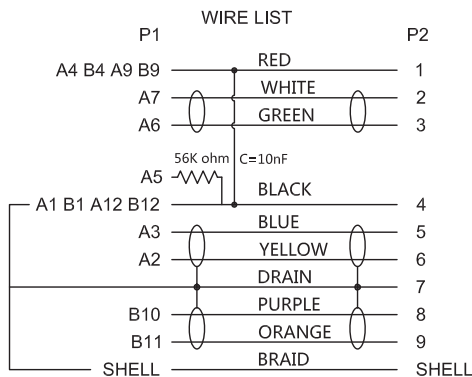 WIRE LIST
P1 P2
A4 B4 A9 B9 RED 1
A7 WHITE 2
A6 GREEN 3
56K ohm C=10nF
A5
A1 B1 A12 B12 BLACK 4
A3 BLUE 5
A2 YELLOW 6
DRAIN 7
B10 PURPLE 8
B11 ORANGE 9
SHELL BRAID SHELL